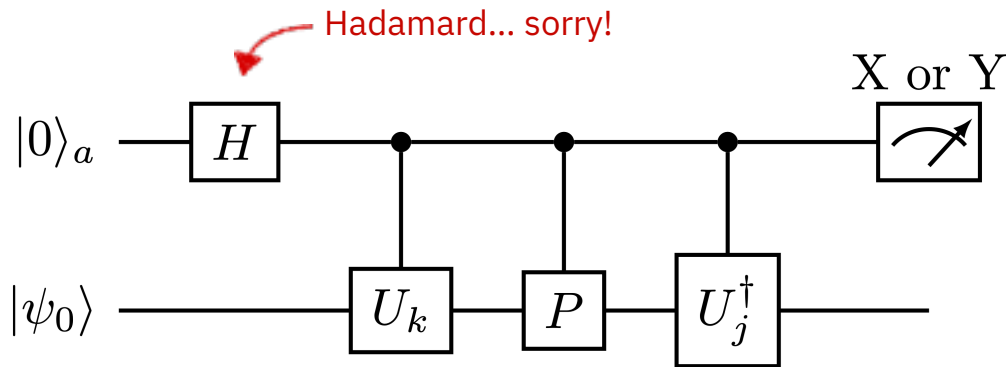 Hadamard... sorry!
X or Y
|0⟩ₐ H
|ψ₀⟩ Uₖ P Uⱼ†